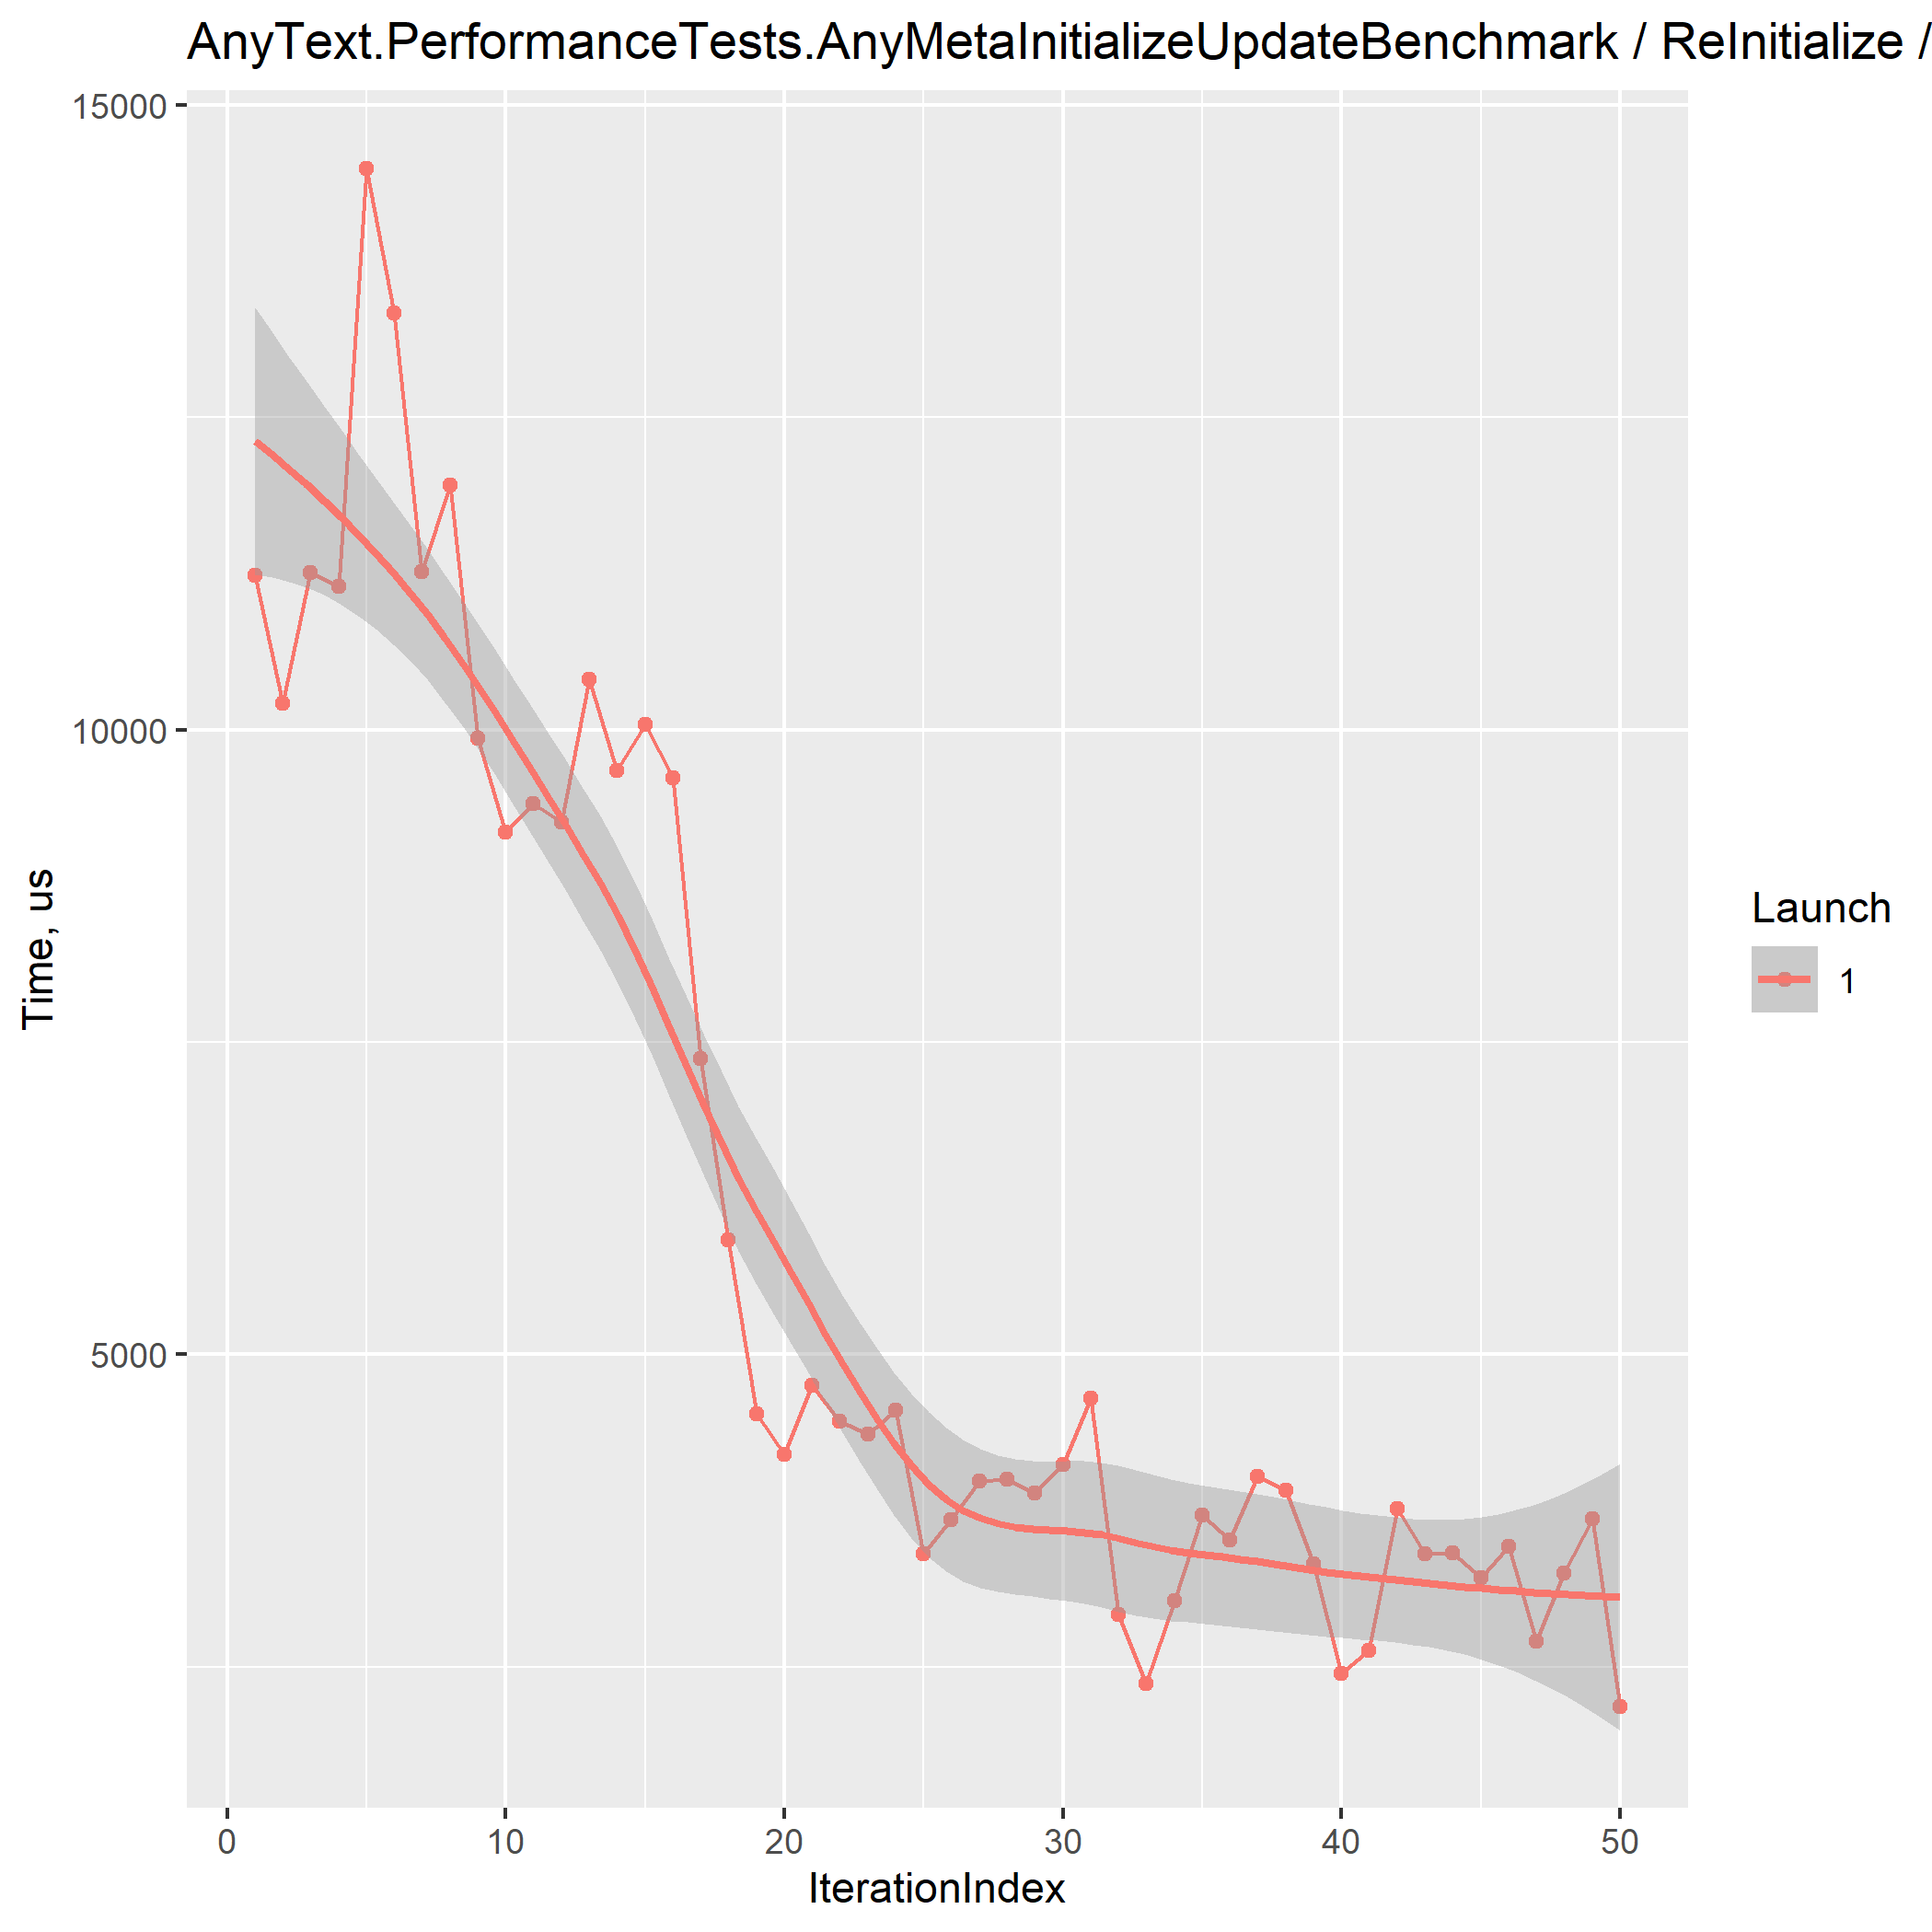 AnyText.PerformanceTests.AnyMetaInitializeUpdateBenchmark / ReInitialize /
15000
10000
5000
Time, us
0 10 20 30 40 50
IterationIndex
Launch
1